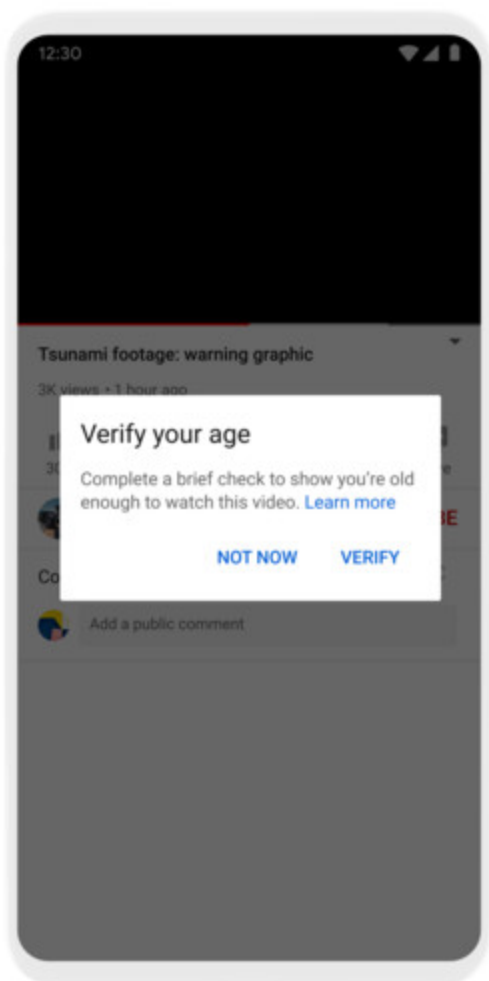 12:30
Tsunami footage: warning graphic
3K views • 1 hour ago
Verify your age
Complete a brief check to show you're old
enough to watch this video. Learn more
NOT NOW VERIFY
Add a public comment